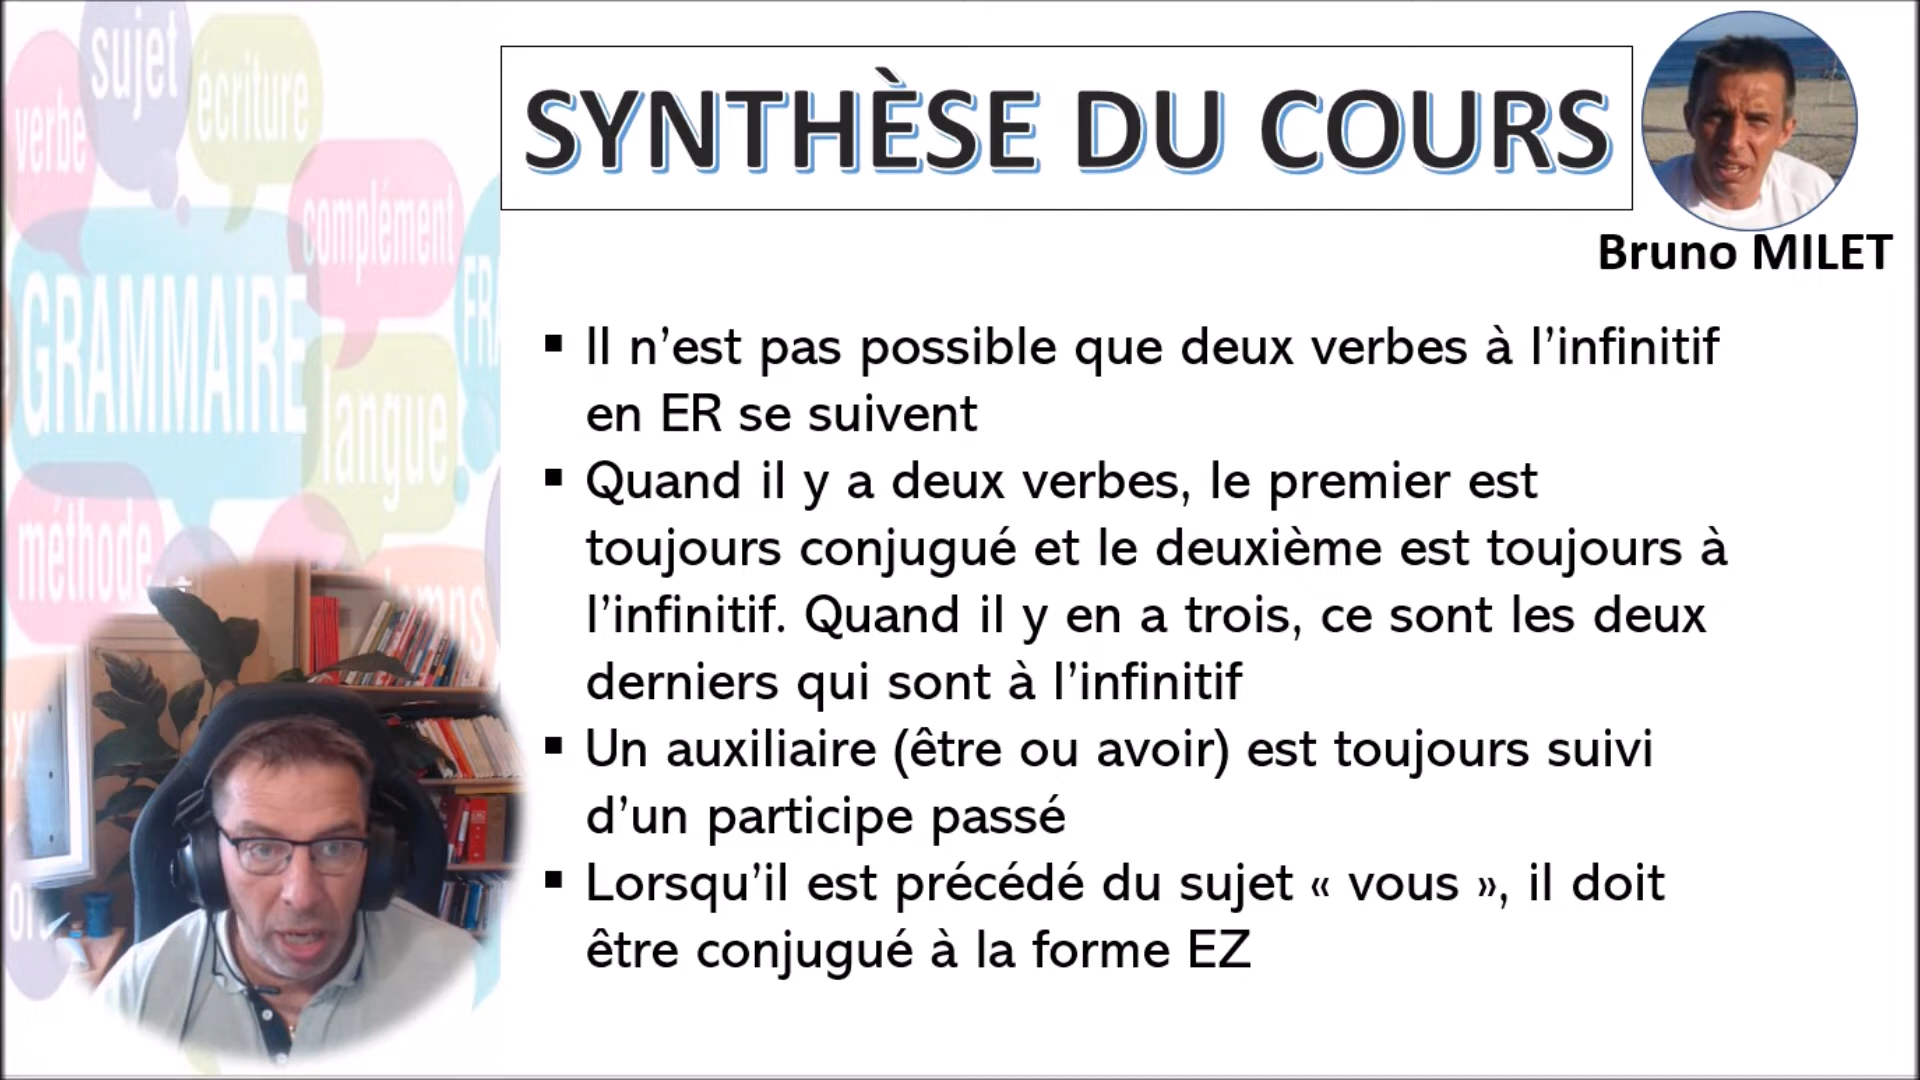 sujet
écriture
verbe
complément
GRAMMAIRE
FRA
langue
méthode
SYNTHÈSE DU COURS
Bruno MILET
▪ Il n’est pas possible que deux verbes à l’infinitif
en ER se suivent
▪ Quand il y a deux verbes, le premier est
toujours conjugué et le deuxième est toujours à
l’infinitif. Quand il y en a trois, ce sont les deux
derniers qui sont à l’infinitif
▪ Un auxiliaire (être ou avoir) est toujours suivi
d’un participe passé
▪ Lorsqu’il est précédé du sujet « vous », il doit
être conjugué à la forme EZ